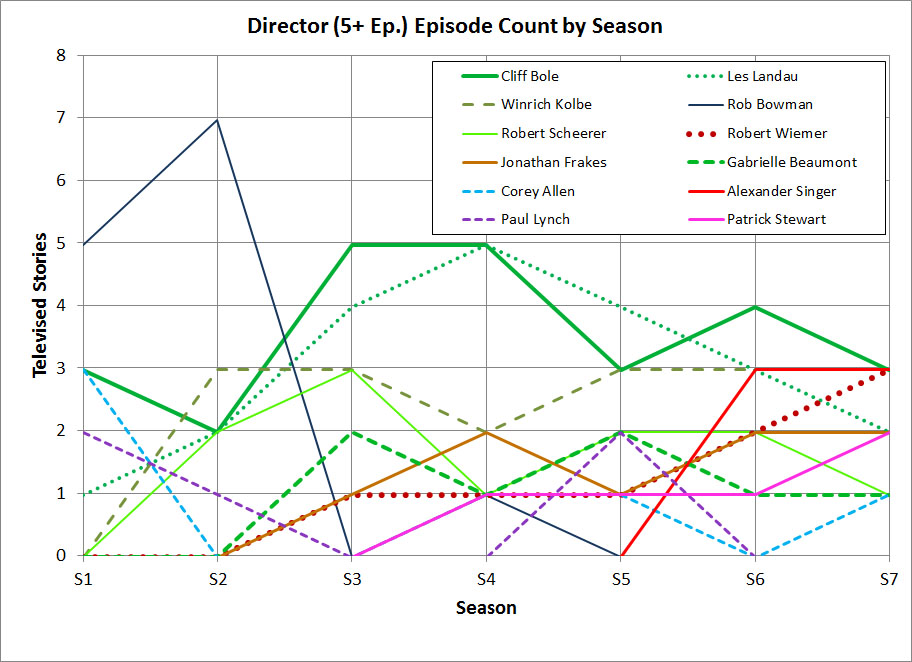 Director (5+ Ep.) Episode Count by Season
8
7
6
5
4
3
2
1
0
Televised Stories
Cliff Bole
Les Landau
Winrich Kolbe
Rob Bowman
Robert Scheerer
Robert Wiemer
Jonathan Frakes
Gabrielle Beaumont
Corey Allen
Alexander Singer
Paul Lynch
Patrick Stewart
S1 S2 S3 S4 S5 S6 S7
Season